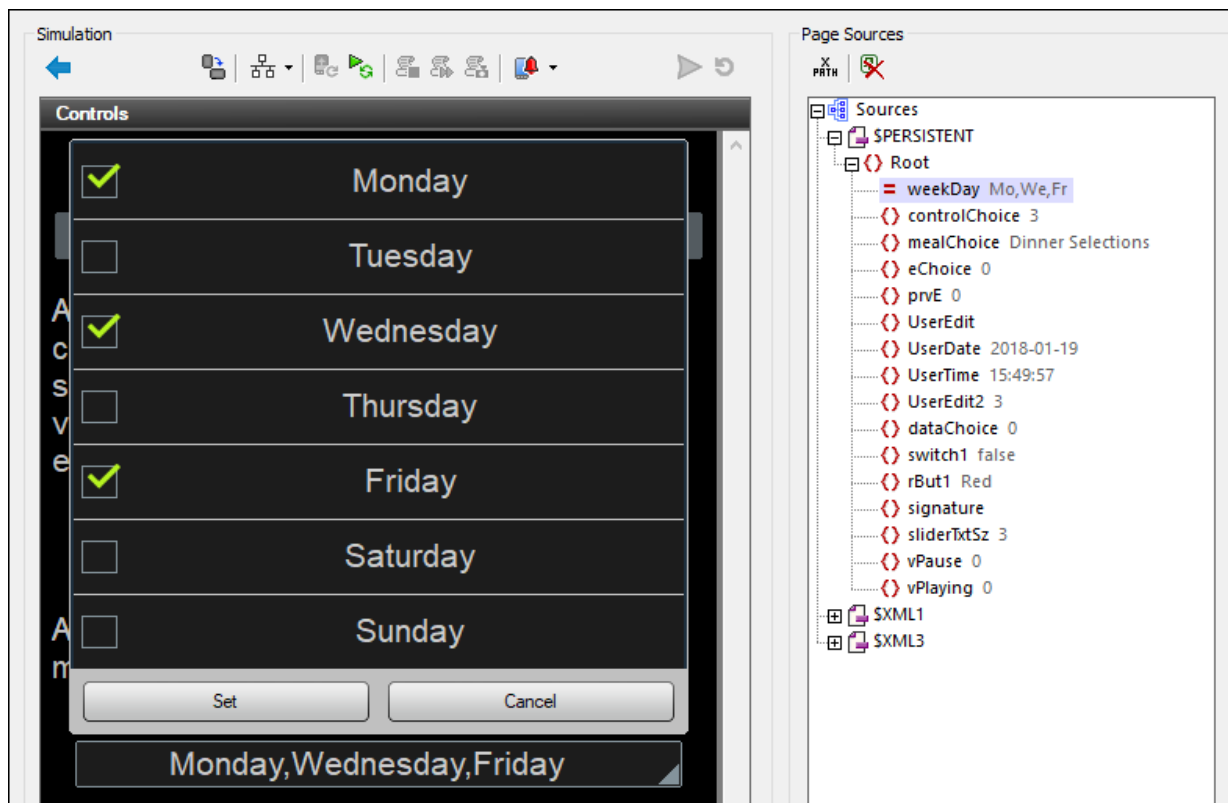 Simulation
Controls
Monday
Tuesday
Wednesday
Thursday
Friday
Saturday
Sunday
A
c
s
v
e
A
m
Set Cancel
Monday,Wednesday,Friday
Page Sources
X
PATH
Sources
$PERSISTENT
Root
weekDay Mo,We,Fr
controlChoice 3
mealChoice Dinner Selections
eChoice 0
prvE 0
UserEdit
UserDate 2018-01-19
UserTime 15:49:57
UserEdit2 3
dataChoice 0
switch1 false
rBut1 Red
signature
sliderTxtSz 3
vPause 0
vPlaying 0
$XML1
$XML3